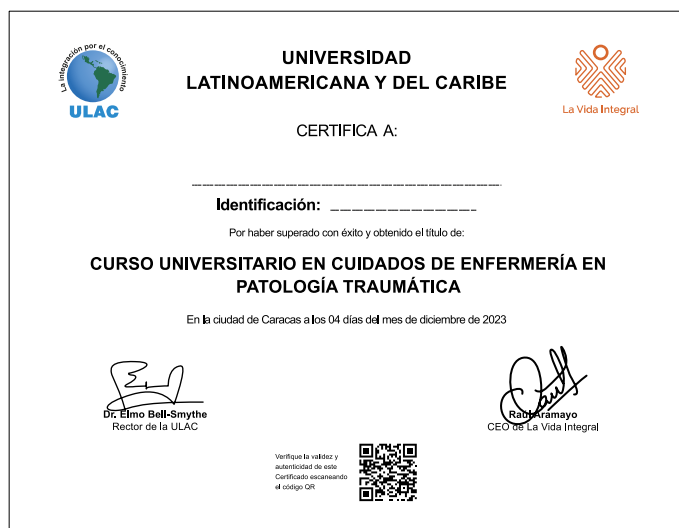 La integración por el conocimiento
ULAC
UNIVERSIDAD
LATINOAMERICANA Y DEL CARIBE
La Vida Integral
CERTIFICA A:
Identificación:
Por haber superado con éxito y obtenido el título de:
CURSO UNIVERSITARIO EN CUIDADOS DE ENFERMERÍA EN
PATOLOGÍA TRAUMÁTICA
En la ciudad de Caracas a los 04 días del mes de diciembre de 2023
Dr. Elmo Bell-Smythe
Rector de la ULAC
Raúl Aramayo
CEO de La Vida Integral
Verifique la validez y
autenticidad de este
Certificado escaneando
el código QR